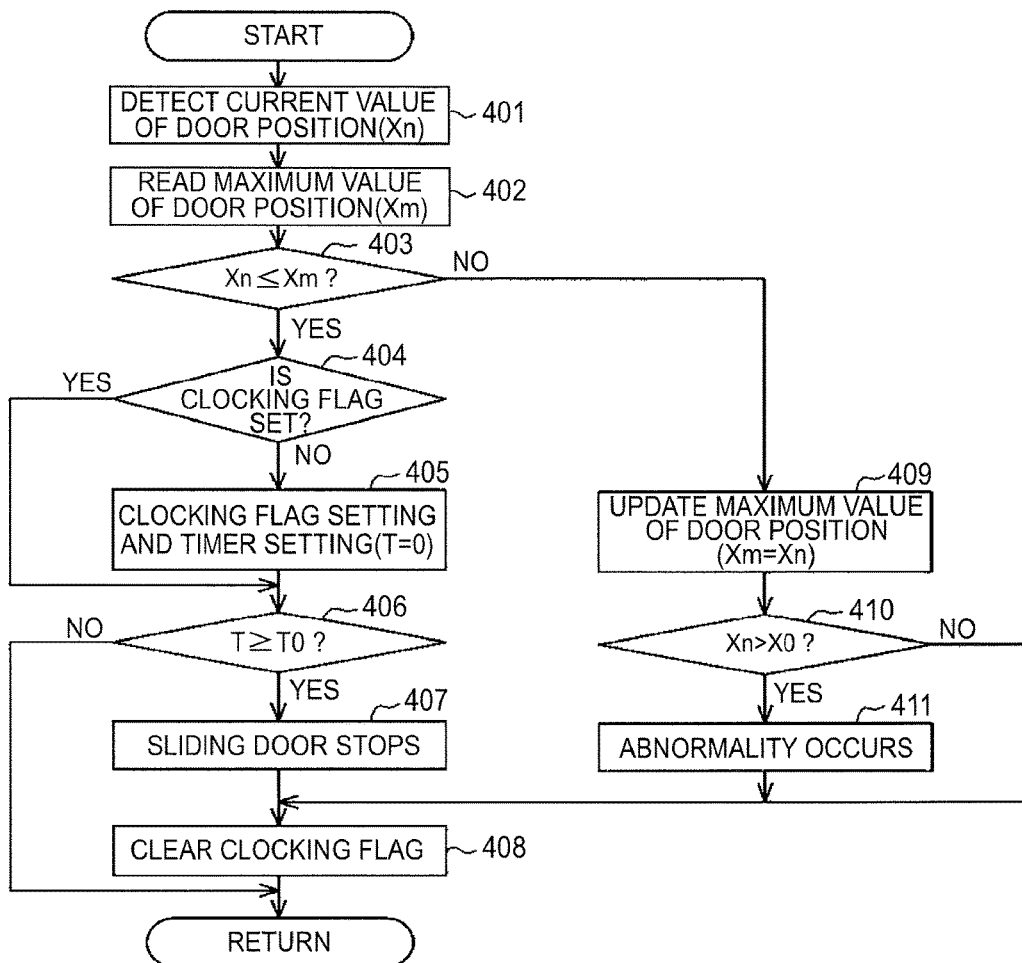 START
DETECT CURRENT VALUE
OF DOOR POSITION(Xn)
401
READ MAXIMUM VALUE
OF DOOR POSITION(Xm)
402
403
Xn≤Xm ?
NO
YES
404
YES
IS
CLOCKING FLAG
SET?
NO
405
CLOCKING FLAG SETTING
AND TIMER SETTING(T=0)
409
UPDATE MAXIMUM VALUE
OF DOOR POSITION
(Xm=Xn)
406
NO
T≥T0 ?
YES
410
Xn>X0 ?
NO
YES
407
SLIDING DOOR STOPS
411
ABNORMALITY OCCURS
CLEAR CLOCKING FLAG
408
RETURN